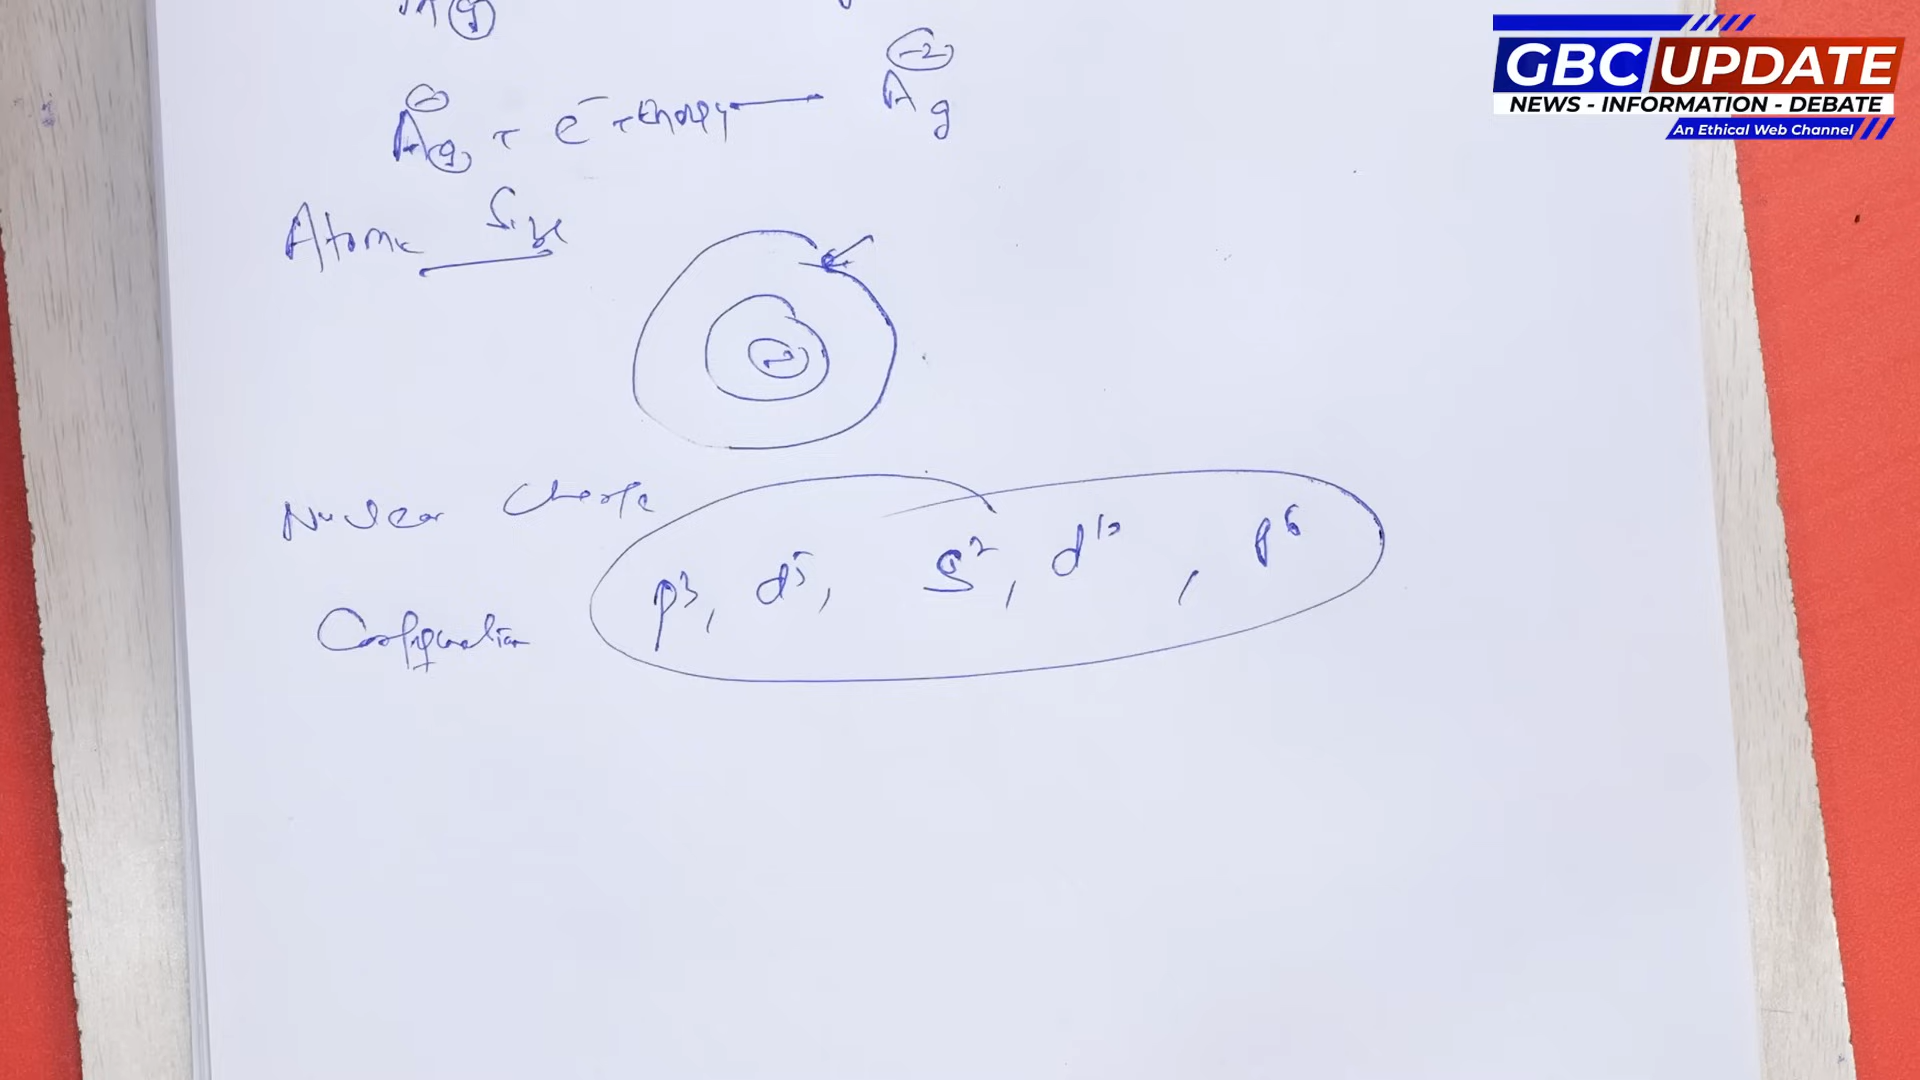 GBC UPDATE
NEWS - INFORMATION - DEBATE
An Ethical Web Channel
-2
A(g) + e⁻ + Energy —— A g
Atomic Size
Nuclear Charge
p³, d⁵, s², d¹⁰, p⁶
Configuration